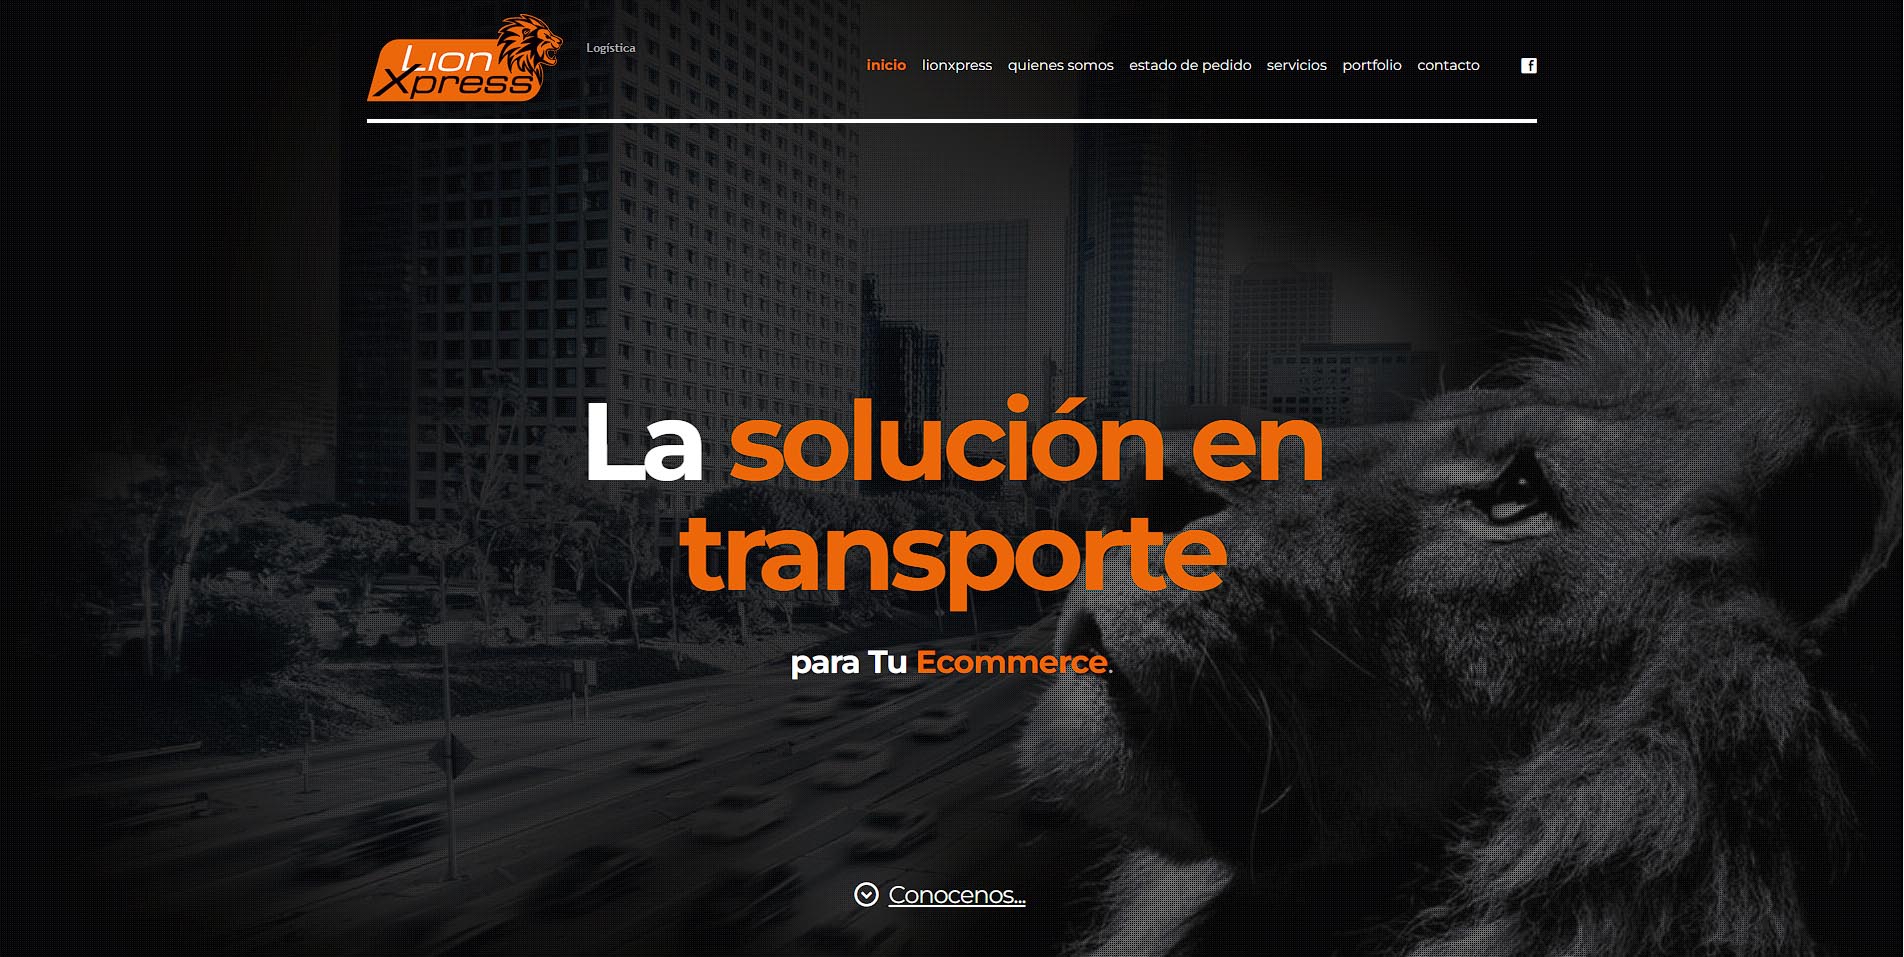 Lion
Xpress
Logística
inicio lionxpress quienes somos estado de pedido servicios portfolio contacto
La solución en
transporte
para Tu Ecommerce.
Conocenos...